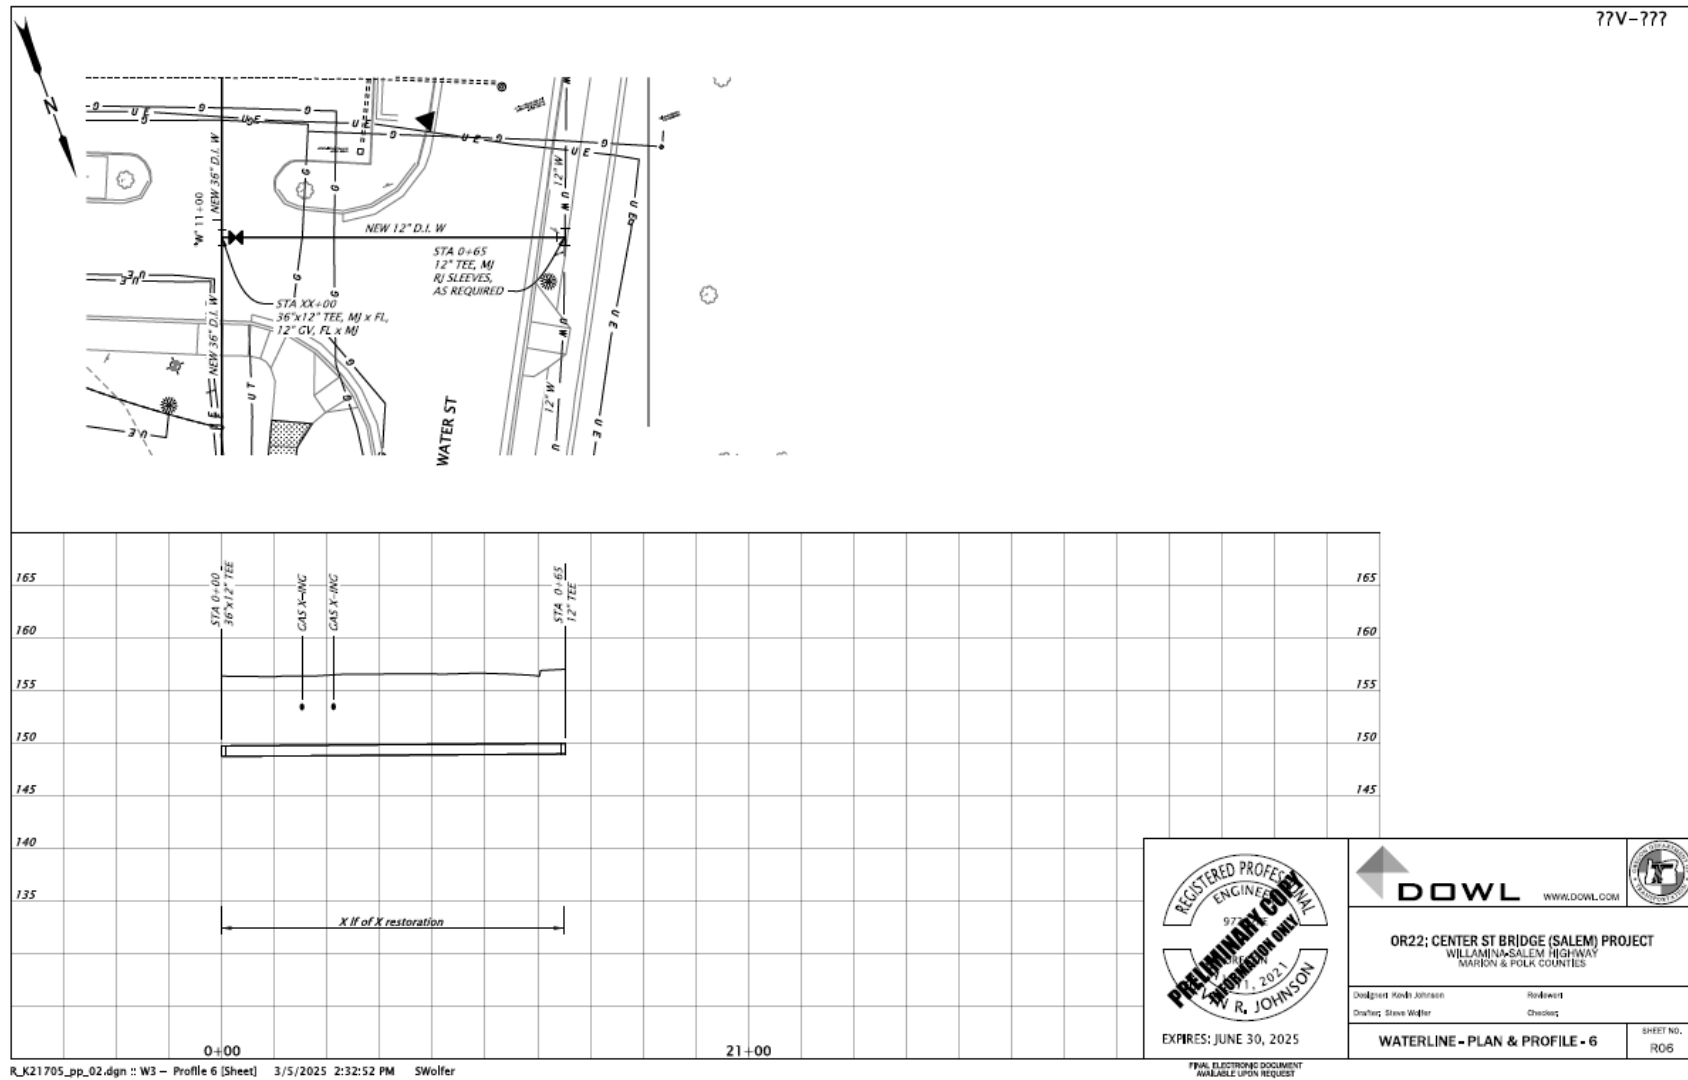 ??V-???
N
G
U E
G
G
U E
G
U E
G
G
U E
G
G
U E
W
12" W
U W
G
G
NEW 36" D.I. W
NEW 36" D.I. W
"W" 11+00
NEW 12" D.I. W
STA 0+65
12" TEE, MJ
RJ SLEEVES,
AS REQUIRED
U E
U E
G
G
STA XX+00
36"x12" TEE, MJ x FL,
12" GV, FL x MJ
U W
U E
G
G
U T
12" W
U E
U E
U
WATER ST
STA 0+00
36"x12" TEE
GAS X-ING
GAS X-ING
STA 0+65
12" TEE
165
165
160
160
155
155
150
150
145
145
140
135
X lf of X restoration
0+00
21+00
REGISTERED PROFESSIONAL
ENGINEER
PRELIMINARY COPY
INFORMATION ONLY
1, 2021
R. JOHNSON
EXPIRES: JUNE 30, 2025
FINAL ELECTRONIC DOCUMENT
AVAILABLE UPON REQUEST
DOWL
WWW.DOWL.COM
OREGON DEPARTMENT OF
TRANSPORTATION
OR22; CENTER ST BRIDGE (SALEM) PROJECT
WILLAMINA-SALEM HIGHWAY
MARION & POLK COUNTIES
Designer: Kevin Johnson
Reviewer:
Drafter: Steve Wolfer
Checker:
WATERLINE - PLAN & PROFILE - 6
SHEET NO.
R06
R_K21705_pp_02.dgn :: W3 - Profile 6 [Sheet] 3/5/2025 2:32:52 PM SWolfer